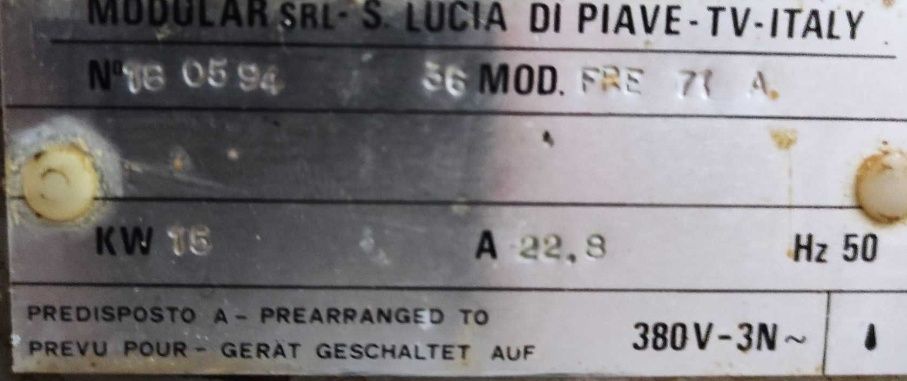 MODULAR SRL- S. LUCIA DI PIAVE-TV-ITALY
N° 16 05 94 36 MOD. FRE 7 A.
KW 15 A 22,8 Hz 50
PREDISPOSTO A - PREARRANGED TO
PREVU POUR - GERÄT GESCHALTET AUF
380V-3N~